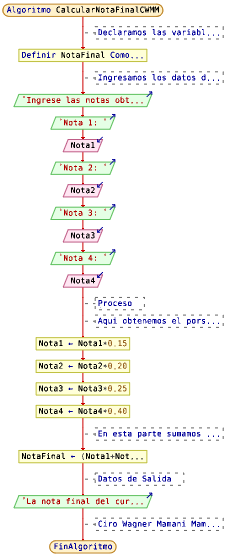 Algoritmo CalcularNotaFinalCWMM
Declaramos las variabl...
Definir NotaFinal Como...
Ingresamos los datos d...
'Ingrese las notas obt...
'Nota 1: '
Nota1
'Nota 2: '
Nota2
'Nota 3: '
Nota3
'Nota 4: '
Nota4
Proceso
Aqui obtenemos el pors...
Nota1 ← Nota1*0.15
Nota2 ← Nota2*0.20
Nota3 ← Nota3*0.25
Nota4 ← Nota4*0.40
En esta parte sumamos ...
NotaFinal ← (Nota1+Not...
Datos de Salida
'La nota final del cur...
Ciro Wagner Mamani Mam...
FinAlgoritmo